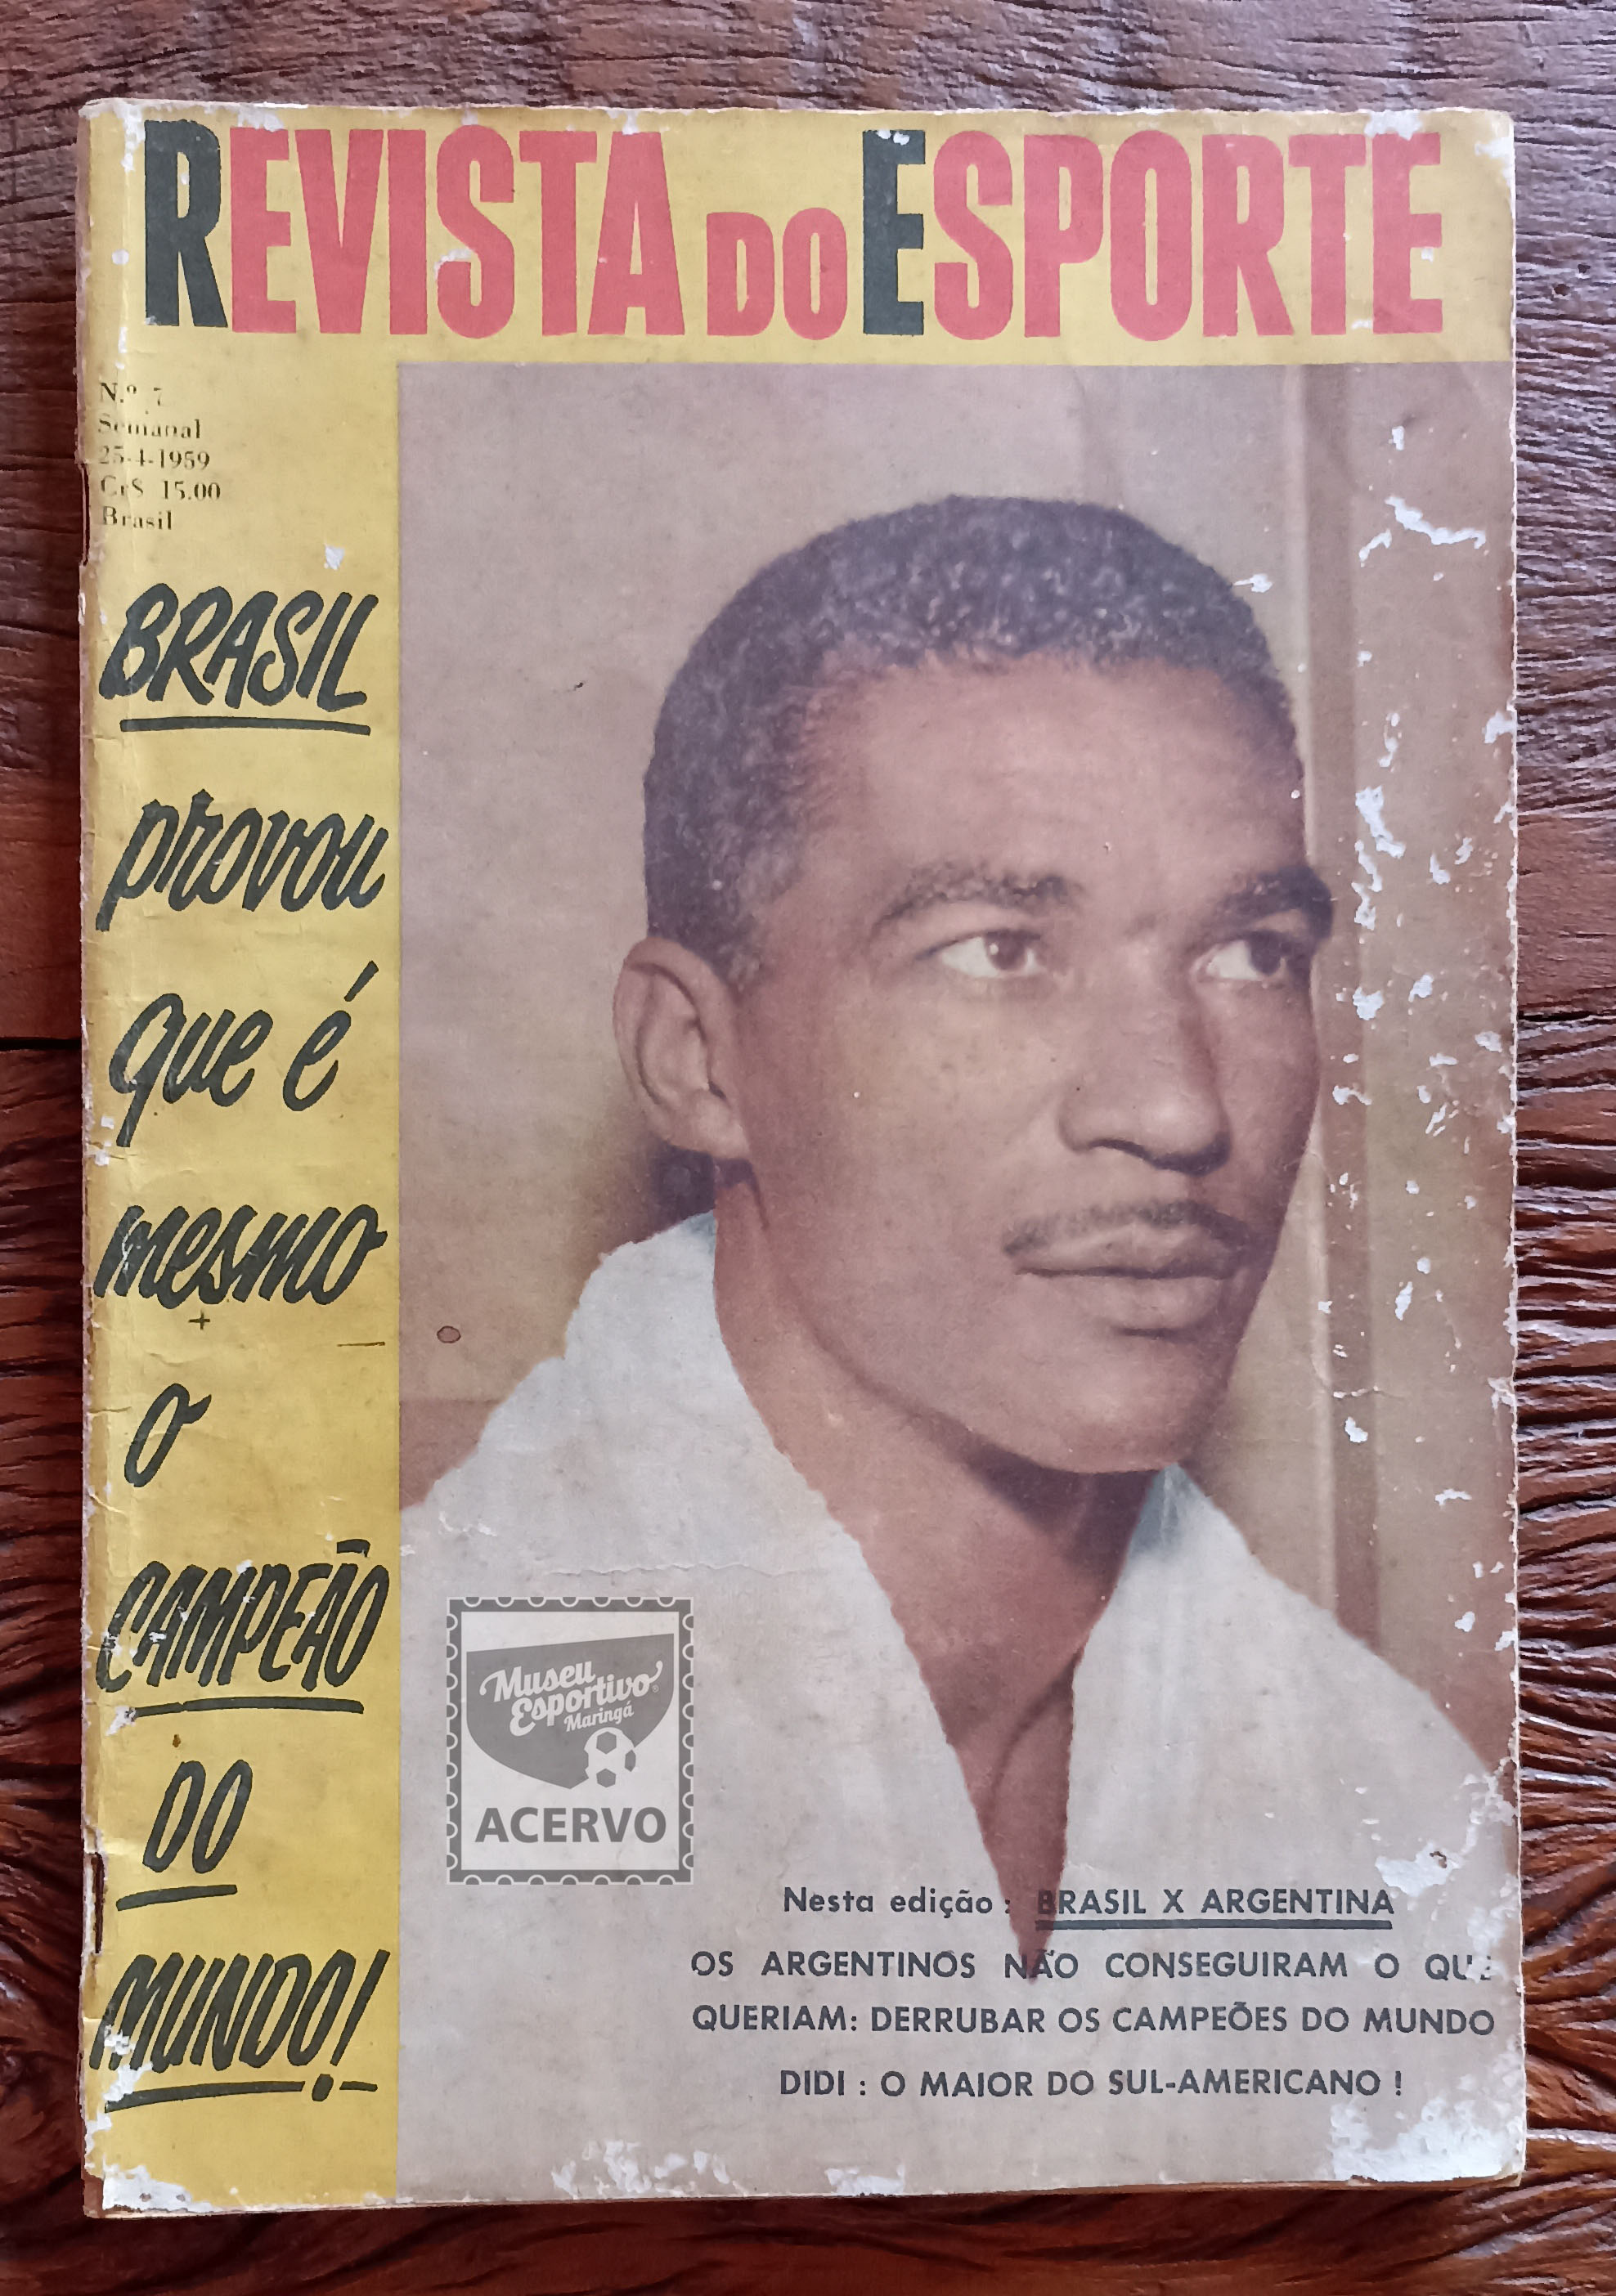 REVISTA DO ESPORTE
N.º 7
Semanal
25-4-1959
Cr$ 15.00
Brasil
BRASIL
provou
que é
mesmo
o
CAMPEÃO
DO
MUNDO!
Museu
Esportivo
Maringá
ACERVO
Nesta edição: BRASIL X ARGENTINA
OS ARGENTINOS NÃO CONSEGUIRAM O QUE
QUERIAM: DERRUBAR OS CAMPEÕES DO MUNDO
DIDI: O MAIOR DO SUL-AMERICANO!